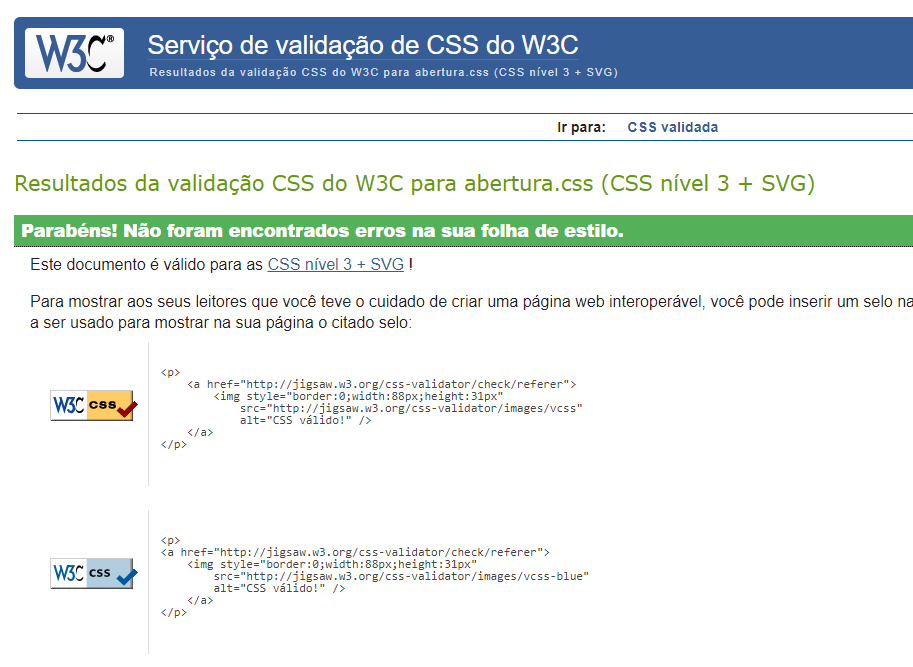 W3C®
Serviço de validação de CSS do W3C
Resultados da validação CSS do W3C para abertura.css (CSS nível 3 + SVG)
Ir para: CSS validada
Resultados da validação CSS do W3C para abertura.css (CSS nível 3 + SVG)
Parabéns! Não foram encontrados erros na sua folha de estilo.
Este documento é válido para as CSS nível 3 + SVG !
Para mostrar aos seus leitores que você teve o cuidado de criar uma página web interoperável, você pode inserir um selo na
a ser usado para mostrar na sua página o citado selo:
W3C css
<p>
<a href="http://jigsaw.w3.org/css-validator/check/referer">
<img style="border:0;width:88px;height:31px"
src="http://jigsaw.w3.org/css-validator/images/vcss"
alt="CSS válido!" />
</a>
</p>
W3C css
<p>
<a href="http://jigsaw.w3.org/css-validator/check/referer">
<img style="border:0;width:88px;height:31px"
src="http://jigsaw.w3.org/css-validator/images/vcss-blue"
alt="CSS válido!" />
</a>
</p>